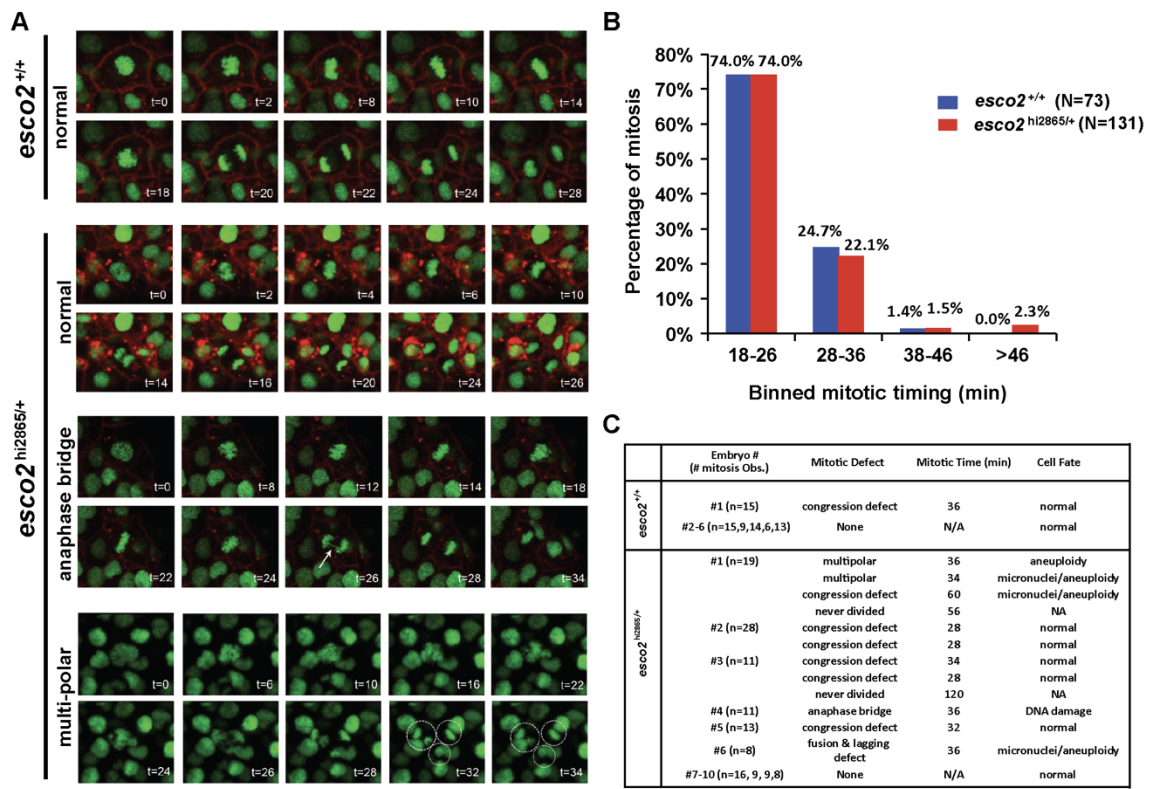 A
esco2+/+
normal
t=0
t=2
t=8
t=10
t=14
t=18
t=20
t=22
t=24
t=28
esco2hi2865/+
normal
t=0
t=2
t=4
t=6
t=10
t=14
t=16
t=20
t=24
t=26
anaphase bridge
t=0
t=8
t=12
t=14
t=18
t=22
t=24
t=26
t=28
t=34
multi-polar
t=0
t=6
t=10
t=16
t=22
t=24
t=26
t=28
t=32
t=34
B
Percentage of mitosis
80%
70%
60%
50%
40%
30%
20%
10%
0%
74.0% 74.0%
24.7% 22.1%
1.4% 1.5%
0.0% 2.3%
esco2+/+ (N=73)
esco2hi2865/+ (N=131)
18-26 28-36 38-46 >46
Binned mitotic timing (min)
C
Embryo # (# mitosis Obs.) Mitotic Defect Mitotic Time (min) Cell Fate
esco2+/+
#1 (n=15) congression defect 36 normal
#2-6 (n=15,9,14,6,13) None N/A normal
esco2hi2865/+
#1 (n=19) multipolar 36 aneuploidy
multipolar 34 micronuclei/aneuploidy
congression defect 60 micronuclei/aneuploidy
never divided 56 NA
#2 (n=28) congression defect 28 normal
congression defect 28 normal
#3 (n=11) congression defect 34 normal
congression defect 28 normal
never divided 120 NA
#4 (n=11) anaphase bridge 36 DNA damage
#5 (n=13) congression defect 32 normal
#6 (n=8) fusion & lagging defect 36 micronuclei/aneuploidy
#7-10 (n=16, 9, 9,8) None N/A normal